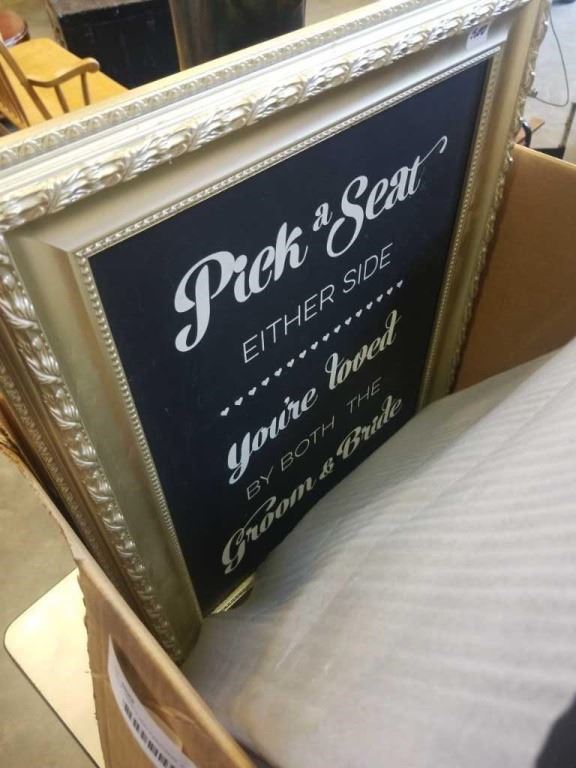 Pick a Seat
EITHER SIDE
you're loved
BY BOTH THE
Groom & Bride